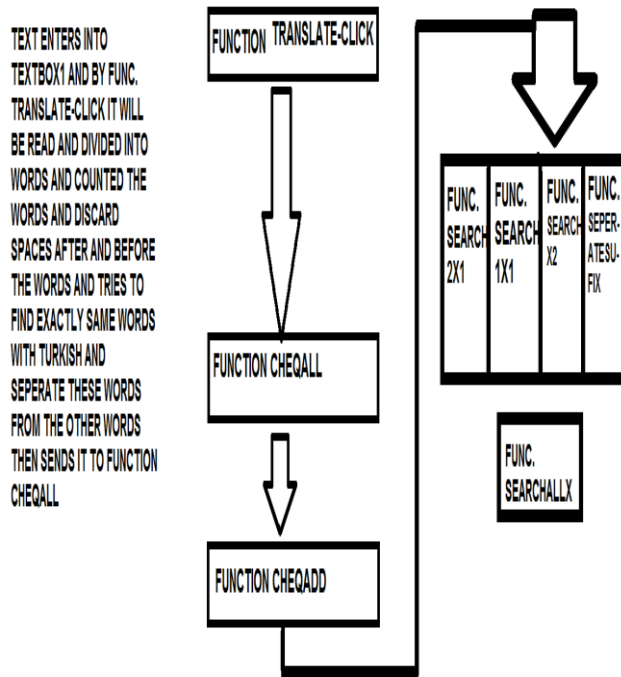 TEXT ENTERS INTO
TEXTBOX1 AND BY FUNC.
TRANSLATE-CLICK IT WILL
BE READ AND DIVIDED INTO
WORDS AND COUNTED THE
WORDS AND DISCARD
SPACES AFTER AND BEFORE
THE WORDS AND TRIES TO
FIND EXACTLY SAME WORDS
WITH TURKISH AND
SEPERATE THESE WORDS
FROM THE OTHER WORDS
THEN SENDS IT TO FUNCTION
CHEQALL
FUNCTION TRANSLATE-CLICK
FUNCTION CHEQALL
FUNCTION CHEQADD
FUNC.
SEARCH
2X1
FUNC.
SEARCH
1X1
FUNC.
SEARCH
X2
FUNC.
SEPER-
ATESU-
FIX
FUNC.
SEARCHALLX